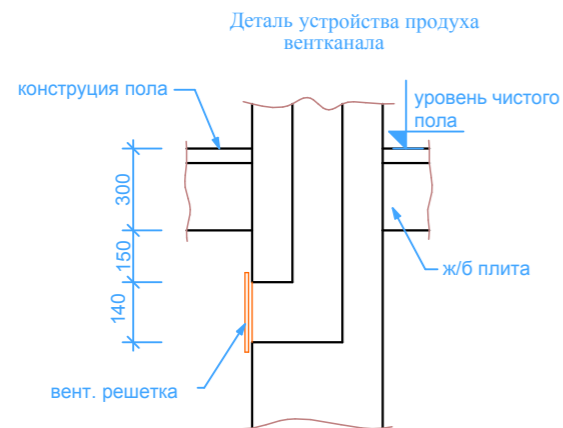 Деталь устройства продуха
вентканала
конструция пола
уровень чистого
пола
300
150
140
ж/б плита
вент. решетка